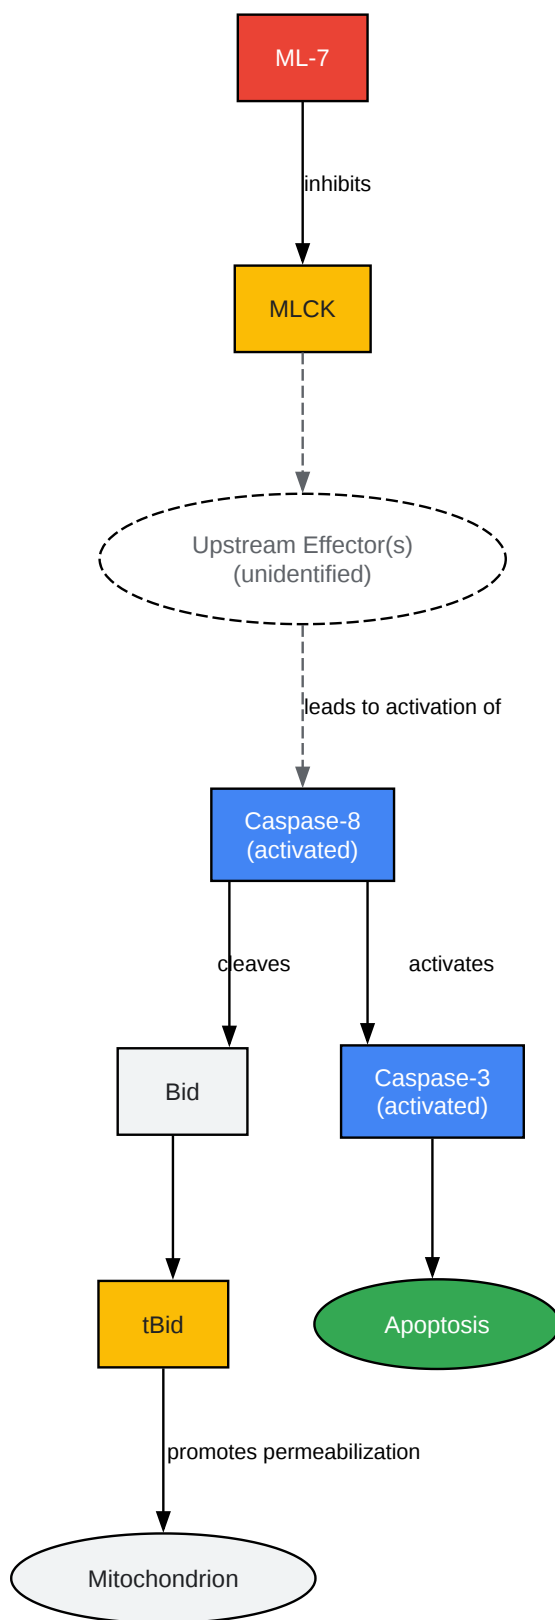 ML-7
inhibits
MLCK
Upstream Effector(s)
(unidentified)
leads to activation of
Caspase-8
(activated)
cleaves
activates
Bid
Caspase-3
(activated)
tBid
Apoptosis
promotes permeabilization
Mitochondrion